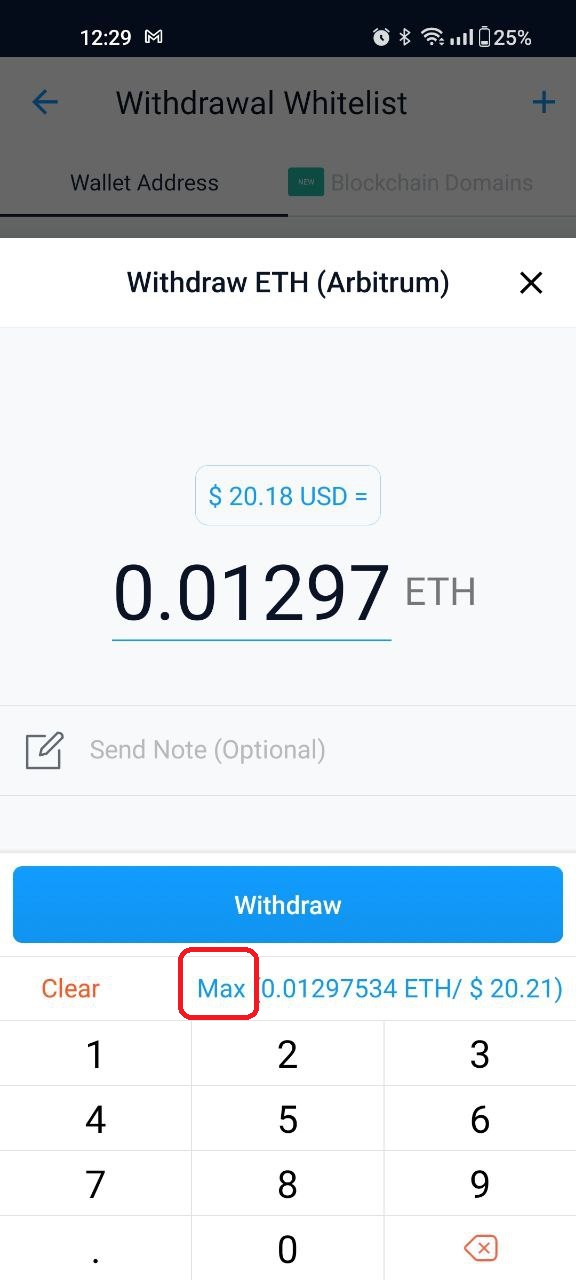 12:29 M 25%
Withdrawal Whitelist
Wallet Address NEW Blockchain Domains
Withdraw ETH (Arbitrum)
$ 20.18 USD =
0.01297 ETH
Send Note (Optional)
Withdraw
Clear Max (0.01297534 ETH/ $ 20.21)
1 2 3
4 5 6
7 8 9
. 0